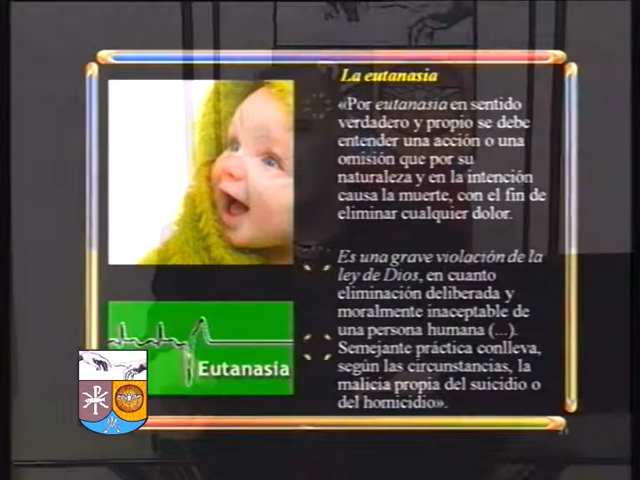 La eutanasia
«Por eutanasia en sentido
verdadero y propio se debe
entender una acción o una
omisión que por su
naturaleza y en la intención
causa la muerte, con el fin de
eliminar cualquier dolor.
Es una grave violación de la
ley de Dios, en cuanto
eliminación deliberada y
moralmente inaceptable de
una persona humana (...).
Semejante práctica conlleva,
según las circunstancias, la
malicia propia del suicidio o
del homicidio».
Eutanasia